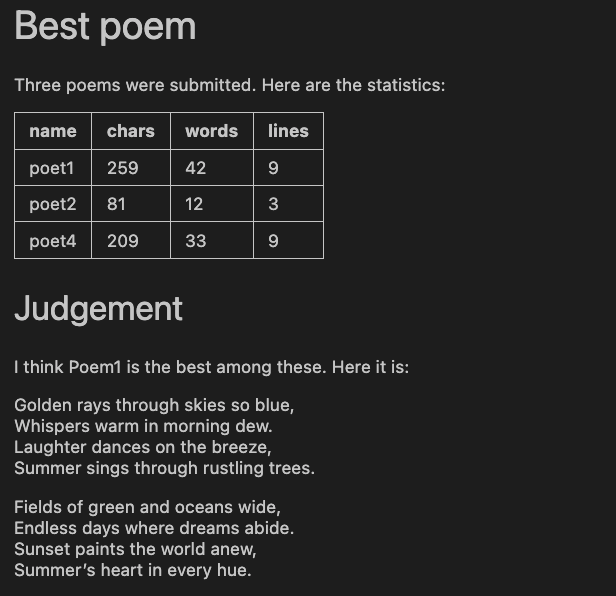 Best poem
Three poems were submitted. Here are the statistics:
name chars words lines
poet1 259 42 9
poet2 81 12 3
poet4 209 33 9
Judgement
I think Poem1 is the best among these. Here it is:
Golden rays through skies so blue,
Whispers warm in morning dew.
Laughter dances on the breeze,
Summer sings through rustling trees.
Fields of green and oceans wide,
Endless days where dreams abide.
Sunset paints the world anew,
Summer’s heart in every hue.